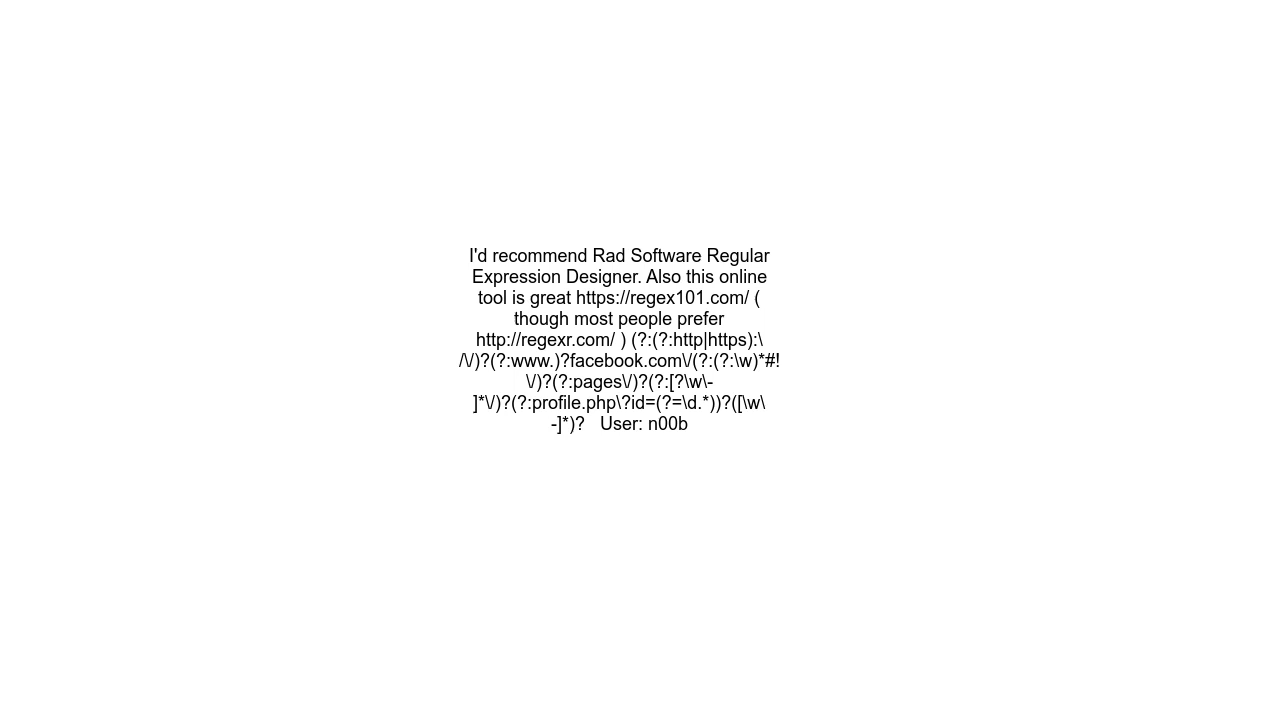 I'd recommend Rad Software Regular
Expression Designer. Also this online
tool is great https://regex101.com/ (
though most people prefer
http://regexr.com/ ) (?:(?:http|https):\
/\/)?(?:www.)?facebook.com\/(?:(?:\w)*#!
\/)?(?:pages\/)?(?:[?\w\-
]*\/)?(?:profile.php\?id=(?=\d.*))?([\w\
-]*)?   User: n00b